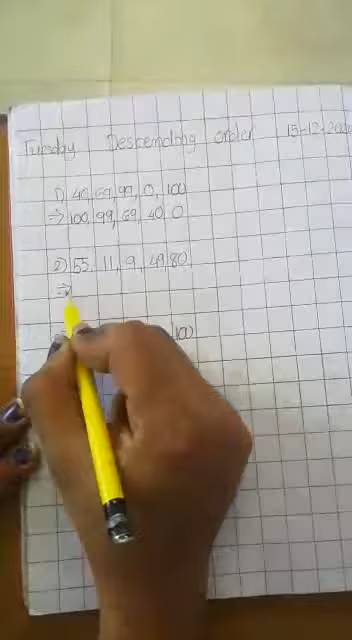 Tuesday Descending order 15-12-2020
1) 40, 69, 99, 0, 100
⇒ 100, 99, 69, 40, 0
2) 55, 11, 9, 49, 80
⇒
100